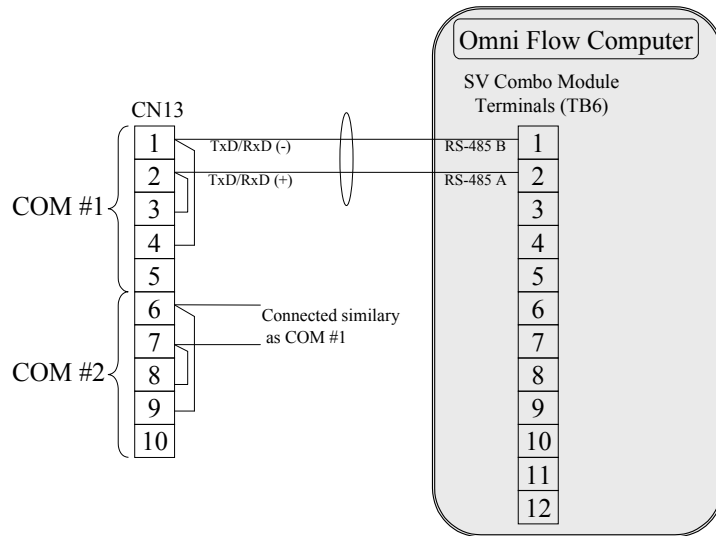 Omni Flow Computer
SV Combo Module
Terminals (TB6)
CN13
COM #1
1
2
3
4
5
TxD/RxD (-)
TxD/RxD (+)
RS-485 B
RS-485 A
COM #2
6
7
8
9
10
Connected similary
as COM #1
1
2
3
4
5
6
7
8
9
10
11
12